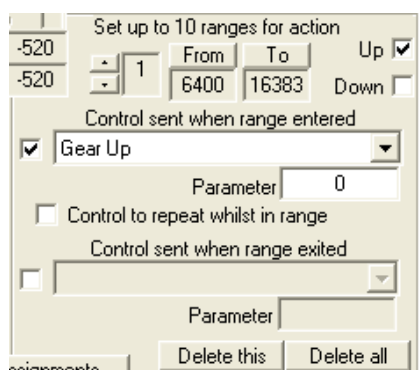 Set up to 10 ranges for action
-520 From To Up
-520 1 6400 16383 Down
Control sent when range entered
Gear Up
Parameter 0
Control to repeat whilst in range
Control sent when range exited
Parameter
Delete this Delete all